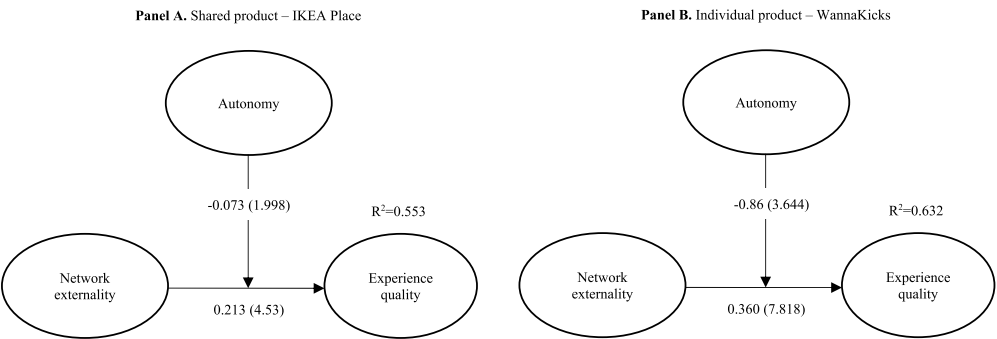 Panel A. Shared product – IKEA Place
Autonomy
-0.073 (1.998)
R²=0.553
Network
externality
Experience
quality
0.213 (4.53)
Panel B. Individual product – WannaKicks
Autonomy
-0.86 (3.644)
R²=0.632
Network
externality
Experience
quality
0.360 (7.818)